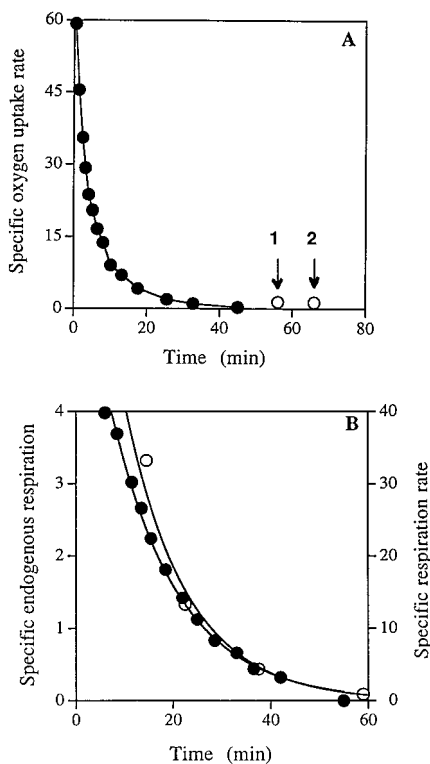 A
Specific oxygen uptake rate
60
45
30
15
0
1 2
0 20 40 60 80
Time (min)
B
Specific endogenous respiration
4
3
2
1
0
40
30
20
10
0
Specific respiration rate
0 20 40 60
Time (min)